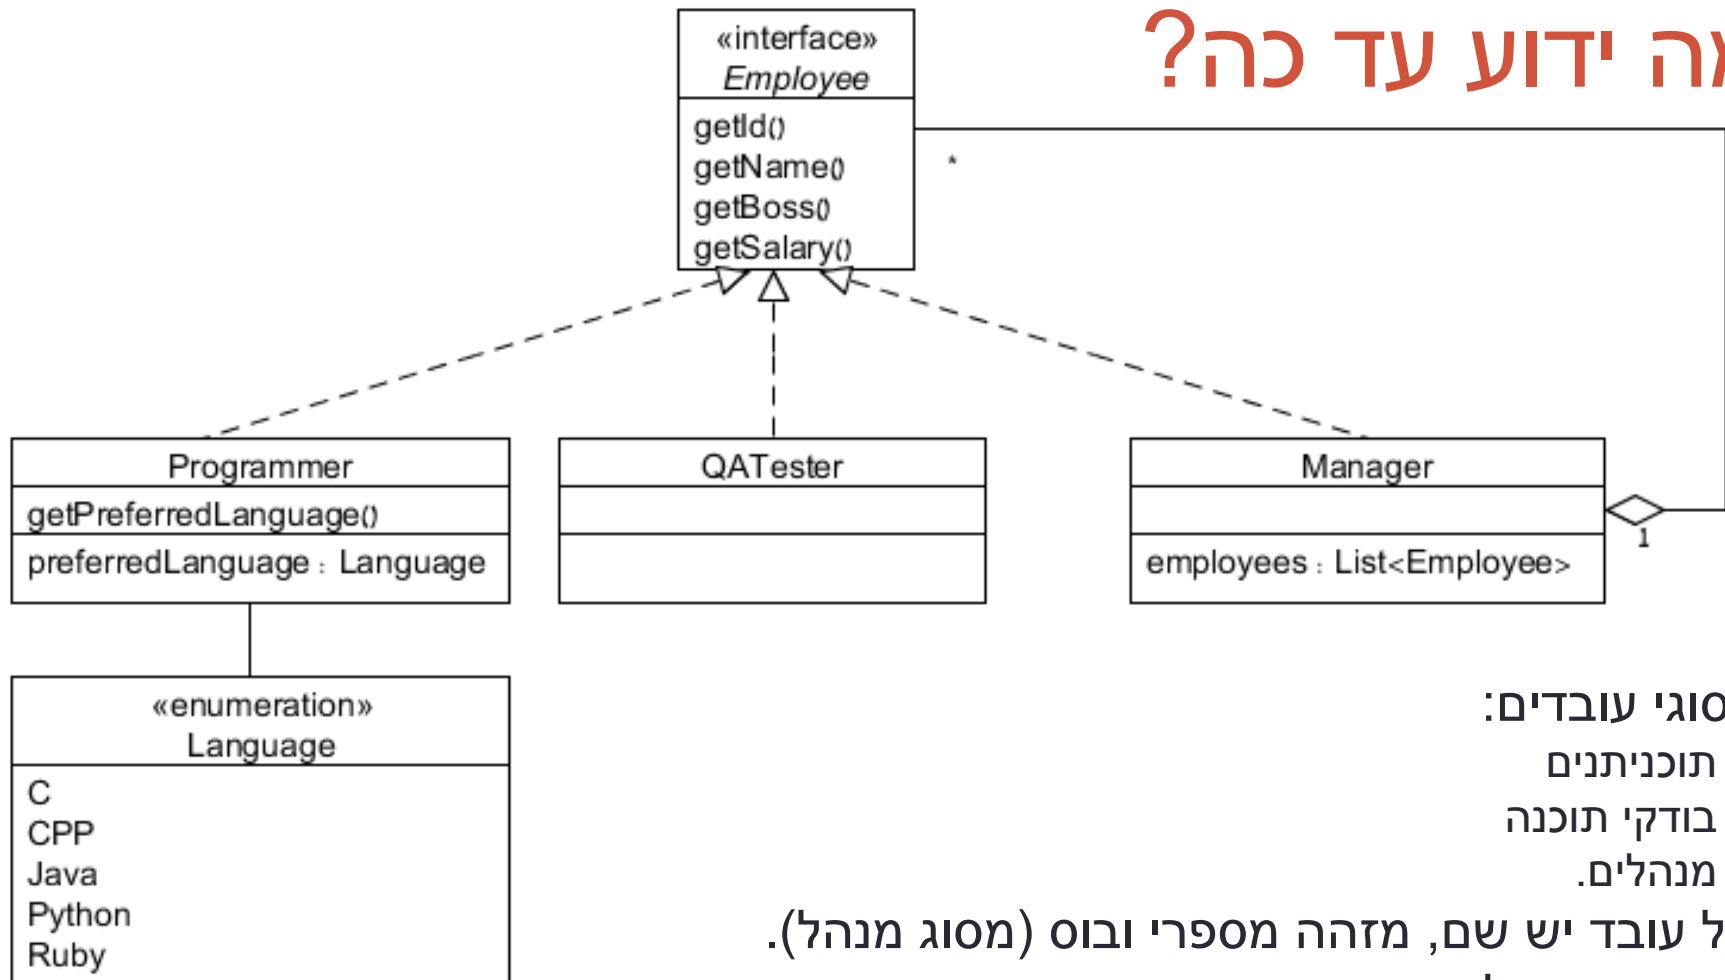 ה ידוע עד כה?
«interface»
Employee
getId()
getName()
getBoss()
getSalary()
*
Programmer
getPreferredLanguage()
preferredLanguage : Language
QATester
Manager
employees : List<Employee>
1
«enumeration»
Language
C
CPP
Java
Python
Ruby
סוגי עובדים:
תוכניתנים
בודקי תוכנה
מנהלים.
ל עובד יש שם, מזהה מספרי ובוס (מסוג מנהל).